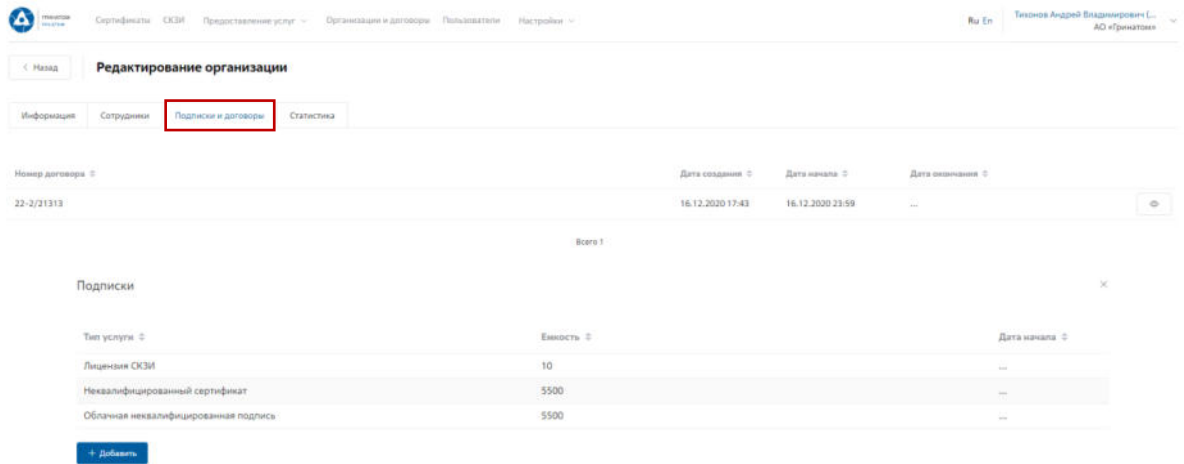 ГРИНАТОМ
РОСАТОМ
Сертификаты СКЗИ Предоставление услуг Организации и договоры Пользователи Настройки Ru En Тихонов Андрей Владимирович (...
АО «Гринатом»
< Назад Редактирование организации
Информация Сотрудники Подписки и договоры Статистика
Номер договора Дата создания Дата начала Дата окончания
22-2/21313 16.12.2020 17:43 16.12.2020 23:59 ...
Всего 1
Подписки
Тип услуги Емкость Дата начала
Лицензия СКЗИ 10 ...
Неквалифицированный сертификат 5500 ...
Облачная неквалифицированная подпись 5500 ...
+ Добавить